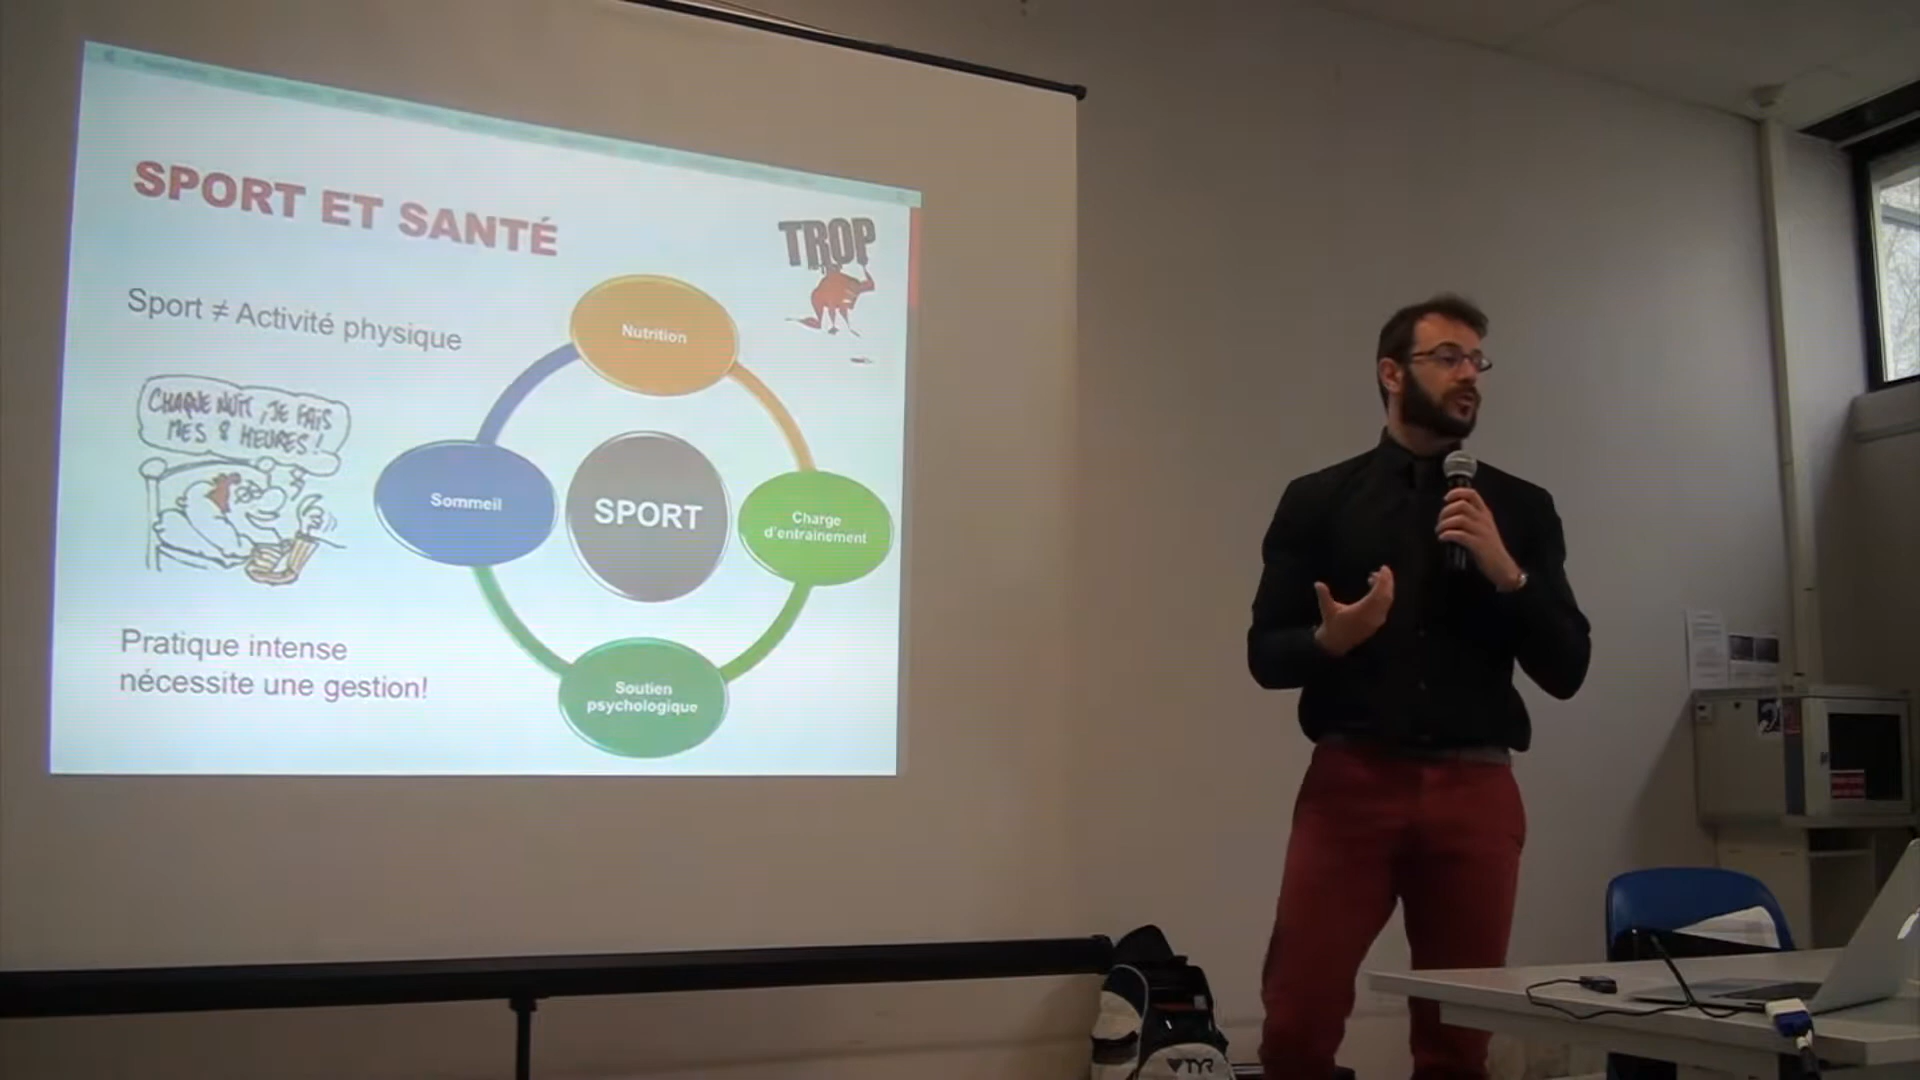 SPORT ET SANTÉ
TROP
Sport ≠ Activité physique
Nutrition
CHAQUE NUIT, JE FAIS
MES 8 HEURES!
Sommeil
SPORT
Charge
d'entrainement
Pratique intense
nécessite une gestion!
Soutien
psychologique
TYR